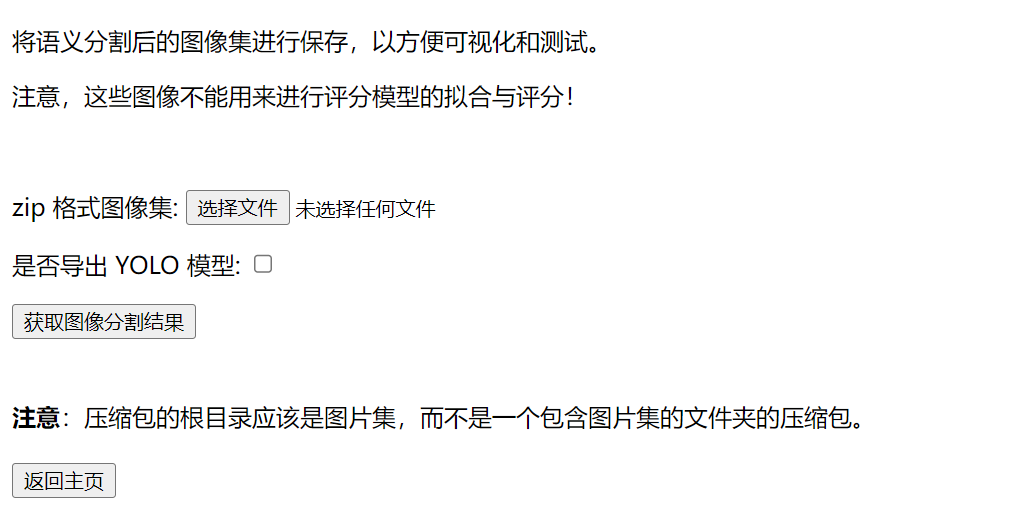 将语义分割后的图像集进行保存，以方便可视化和测试。
注意，这些图像不能用来进行评分模型的拟合与评分！
zip 格式图像集: 选择文件 未选择任何文件
是否导出 YOLO 模型:
获取图像分割结果
注意：压缩包的根目录应该是图片集，而不是一个包含图片集的文件夹的压缩包。
返回主页